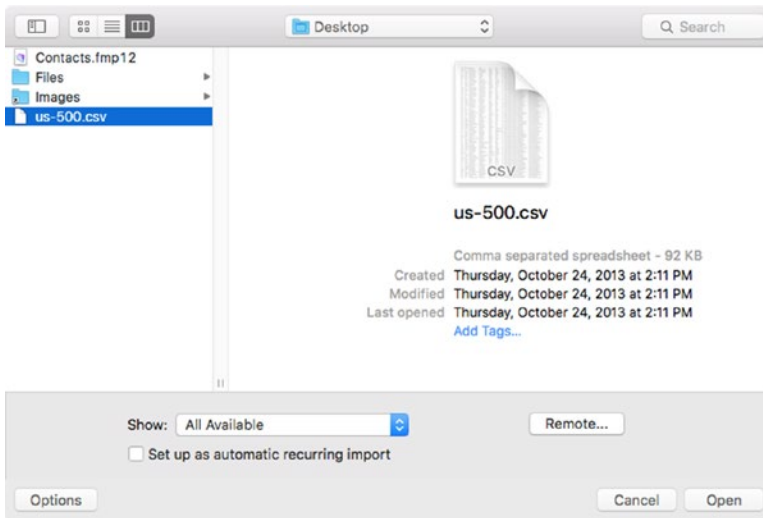 Desktop
Search
Contacts.fmp12
Files
Images
us-500.csv
CSV
us-500.csv
Comma separated spreadsheet - 92 KB
Created Thursday, October 24, 2013 at 2:11 PM
Modified Thursday, October 24, 2013 at 2:11 PM
Last opened Thursday, October 24, 2013 at 2:11 PM
Add Tags...
Show: All Available
Remote...
Set up as automatic recurring import
Options
Cancel
Open